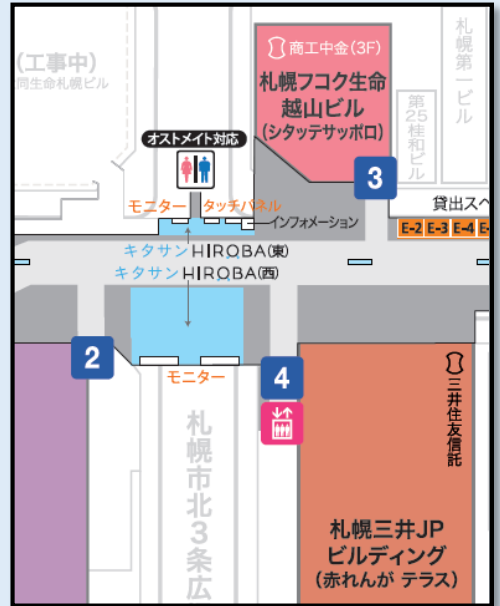 (工事中)
同生命札幌ビル
商工中金(3F)
札幌フコク生命
越山ビル
(シタッテサッポロ)
札幌第一ビル
第25桂和ビル
オストメイト対応
3
モニター
タッチパネル
インフォメーション
貸出スペ
E-2 E-3 E-4 E-
キタサンHIROBA(東)
キタサンHIROBA(西)
2
モニター
4
札幌市北3条広
三井住友信託
札幌三井JP
ビルディング
(赤れんが テラス)